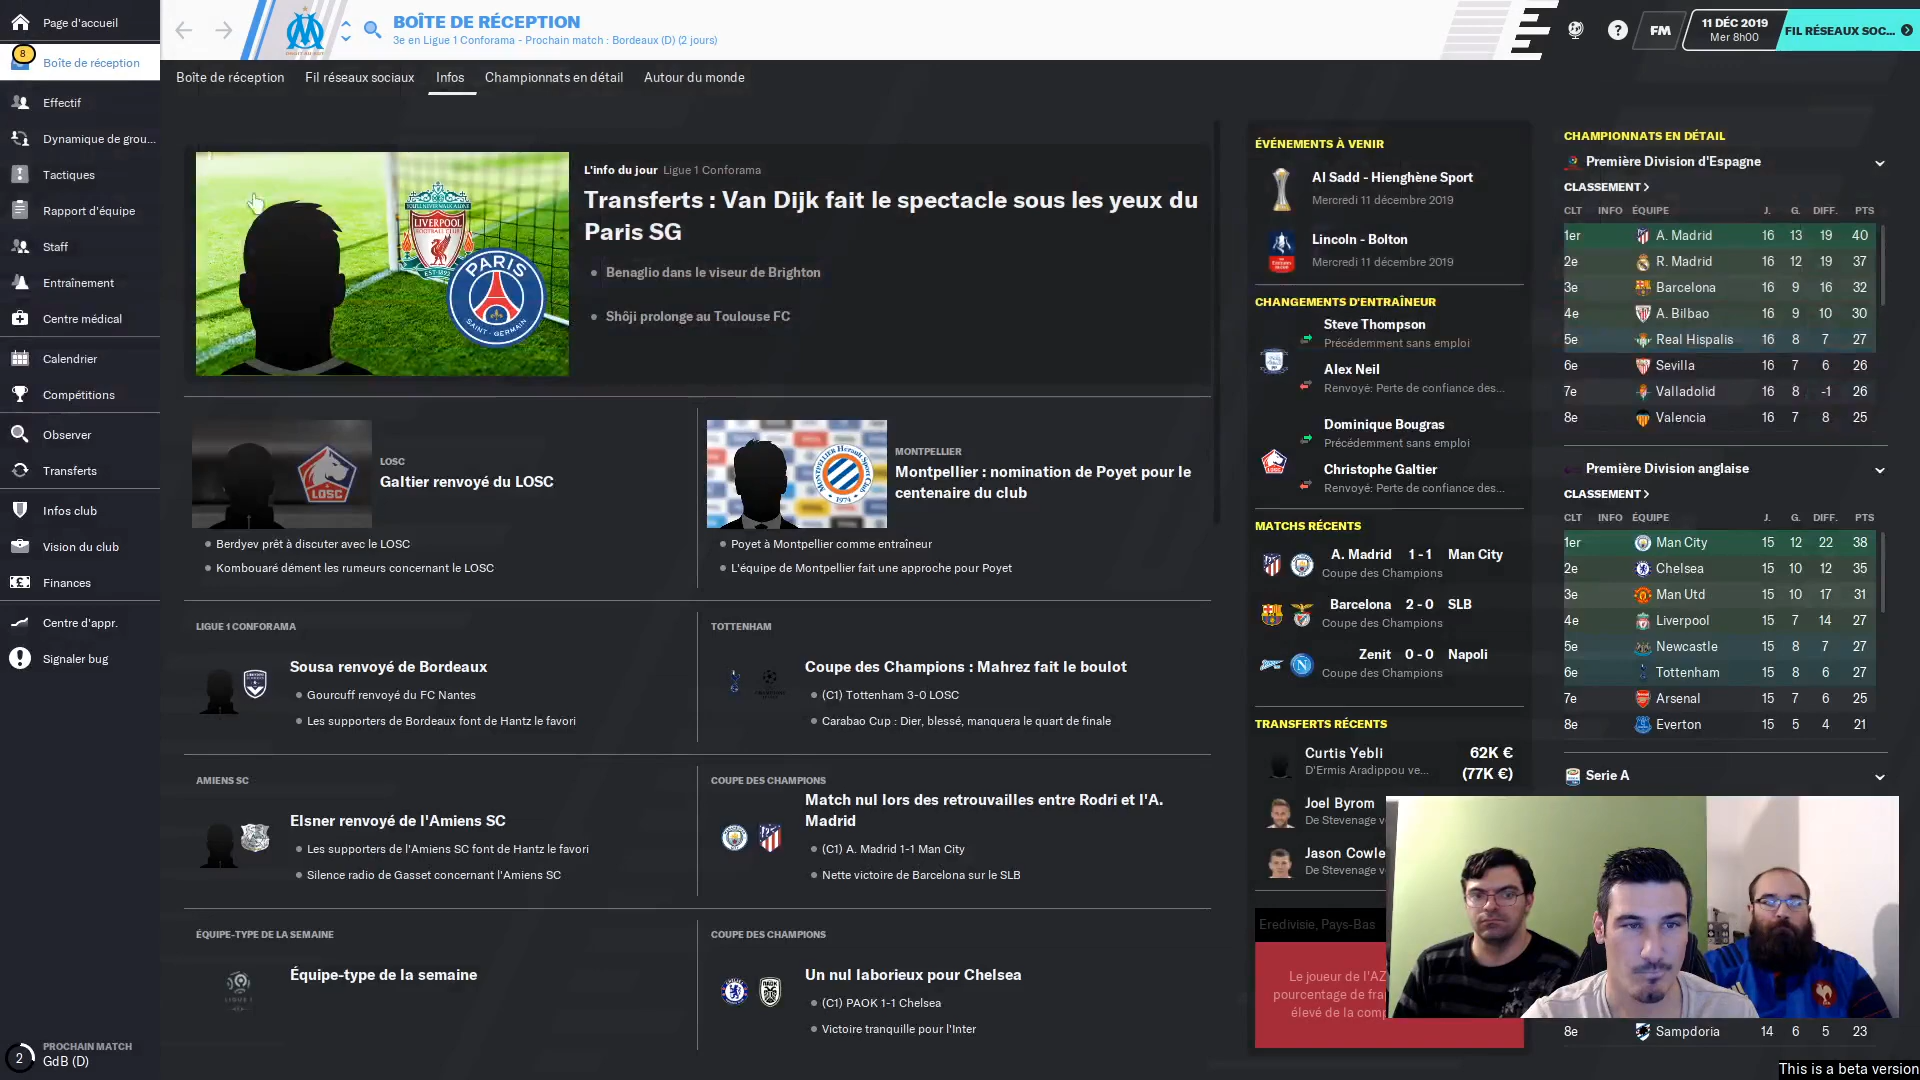 Page d'accueil
8
Boîte de réception
Effectif
Dynamique de grou...
Tactiques
Rapport d'équipe
Staff
Entraînement
Centre médical
Calendrier
Compétitions
Observer
Transferts
Infos club
Vision du club
Finances
Centre d'appr.
Signaler bug
2
PROCHAIN MATCH
GdB (D)
BOÎTE DE RÉCEPTION
3e en Ligue 1 Conforama - Prochain match : Bordeaux (D) (2 jours)
?
FM
11 DÉC 2019
Mer 8h00
FIL RÉSEAUX SOC...
Boîte de réception Fil réseaux sociaux Infos Championnats en détail Autour du monde
L'info du jour Ligue 1 Conforama
Transferts : Van Dijk fait le spectacle sous les yeux du
Paris SG
Benaglio dans le viseur de Brighton
Shôji prolonge au Toulouse FC
LIVERPOOL
FOOTBALL CLUB
PARIS
SAINT-GERMAIN
LOSC
LOSC
Galtier renvoyé du LOSC
Berdyev prêt à discuter avec le LOSC
Kombouaré dément les rumeurs concernant le LOSC
MONTPELLIER
Montpellier : nomination de Poyet pour le
centenaire du club
Poyet à Montpellier comme entraîneur
L'équipe de Montpellier fait une approche pour Poyet
LIGUE 1 CONFORAMA
Sousa renvoyé de Bordeaux
Gourcuff renvoyé du FC Nantes
Les supporters de Bordeaux font de Hantz le favori
TOTTENHAM
Coupe des Champions : Mahrez fait le boulot
(C1) Tottenham 3-0 LOSC
Carabao Cup : Dier, blessé, manquera le quart de finale
AMIENS SC
Elsner renvoyé de l'Amiens SC
Les supporters de l'Amiens SC font de Hantz le favori
Silence radio de Gasset concernant l'Amiens SC
COUPE DES CHAMPIONS
Match nul lors des retrouvailles entre Rodri et l'A.
Madrid
(C1) A. Madrid 1-1 Man City
Nette victoire de Barcelona sur le SLB
ÉQUIPE-TYPE DE LA SEMAINE
Équipe-type de la semaine
LIGUE 1
COUPE DES CHAMPIONS
Un nul laborieux pour Chelsea
(C1) PAOK 1-1 Chelsea
Victoire tranquille pour l'Inter
ÉVÉNEMENTS À VENIR
Al Sadd - Hienghène Sport
Mercredi 11 décembre 2019
Lincoln - Bolton
Mercredi 11 décembre 2019
CHANGEMENTS D'ENTRAÎNEUR
Steve Thompson
Précédemment sans emploi
Alex Neil
Renvoyé: Perte de confiance des...
Dominique Bougras
Précédemment sans emploi
Christophe Galtier
Renvoyé: Perte de confiance des...
MATCHS RÉCENTS
A. Madrid 1 - 1 Man City
Coupe des Champions
Barcelona 2 - 0 SLB
Coupe des Champions
Zenit 0 - 0 Napoli
Coupe des Champions
TRANSFERTS RÉCENTS
Curtis Yebli 62K €
D'Ermis Aradippou ve... (77K €)
Joel Byrom
De Stevenage v
Jason Cowle
De Stevenage v
Eredivisie, Pays-Bas
Le joueur de l'AZ
pourcentage de fra
élevé de la comp
CHAMPIONNATS EN DÉTAIL
Première Division d'Espagne
CLASSEMENT >
CLT INFO ÉQUIPE J. G. DIFF. PTS
1er A. Madrid 16 13 19 40
2e R. Madrid 16 12 19 37
3e Barcelona 16 9 16 32
4e A. Bilbao 16 9 10 30
5e Real Hispalis 16 8 7 27
6e Sevilla 16 7 6 26
7e Valladolid 16 8 -1 26
8e Valencia 16 7 8 25
Première Division anglaise
CLASSEMENT >
CLT INFO ÉQUIPE J. G. DIFF. PTS
1er Man City 15 12 22 38
2e Chelsea 15 10 12 35
3e Man Utd 15 10 17 31
4e Liverpool 15 7 14 27
5e Newcastle 15 8 7 27
6e Tottenham 15 8 6 27
7e Arsenal 15 7 6 25
8e Everton 15 5 4 21
Serie A
8e Sampdoria 14 6 5 23
This is a beta version